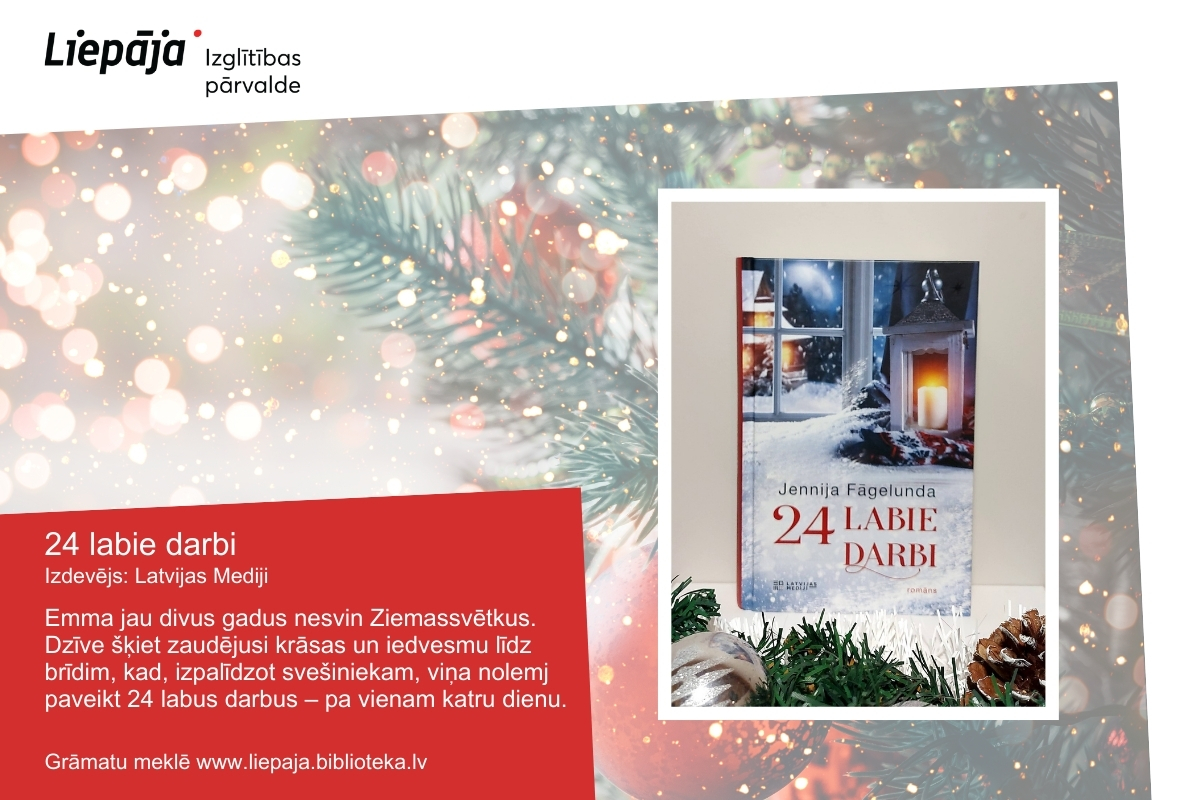 Liepāja
Izglītības
pārvalde
Jennija Fāgelunda
24 LABIE
DARBI
LATVIJAS
MEDIJI
romāns
24 labie darbi
Izdevējs: Latvijas Mediji
Emma jau divus gadus nesvin Ziemassvētkus.
Dzīve šķiet zaudējusi krāsas un iedvesmu līdz
brīdim, kad, izpalīdzot svešiniekam, viņa nolemj
paveikt 24 labus darbus – pa vienam katru dienu.
Grāmatu meklē www.liepaja.biblioteka.lv